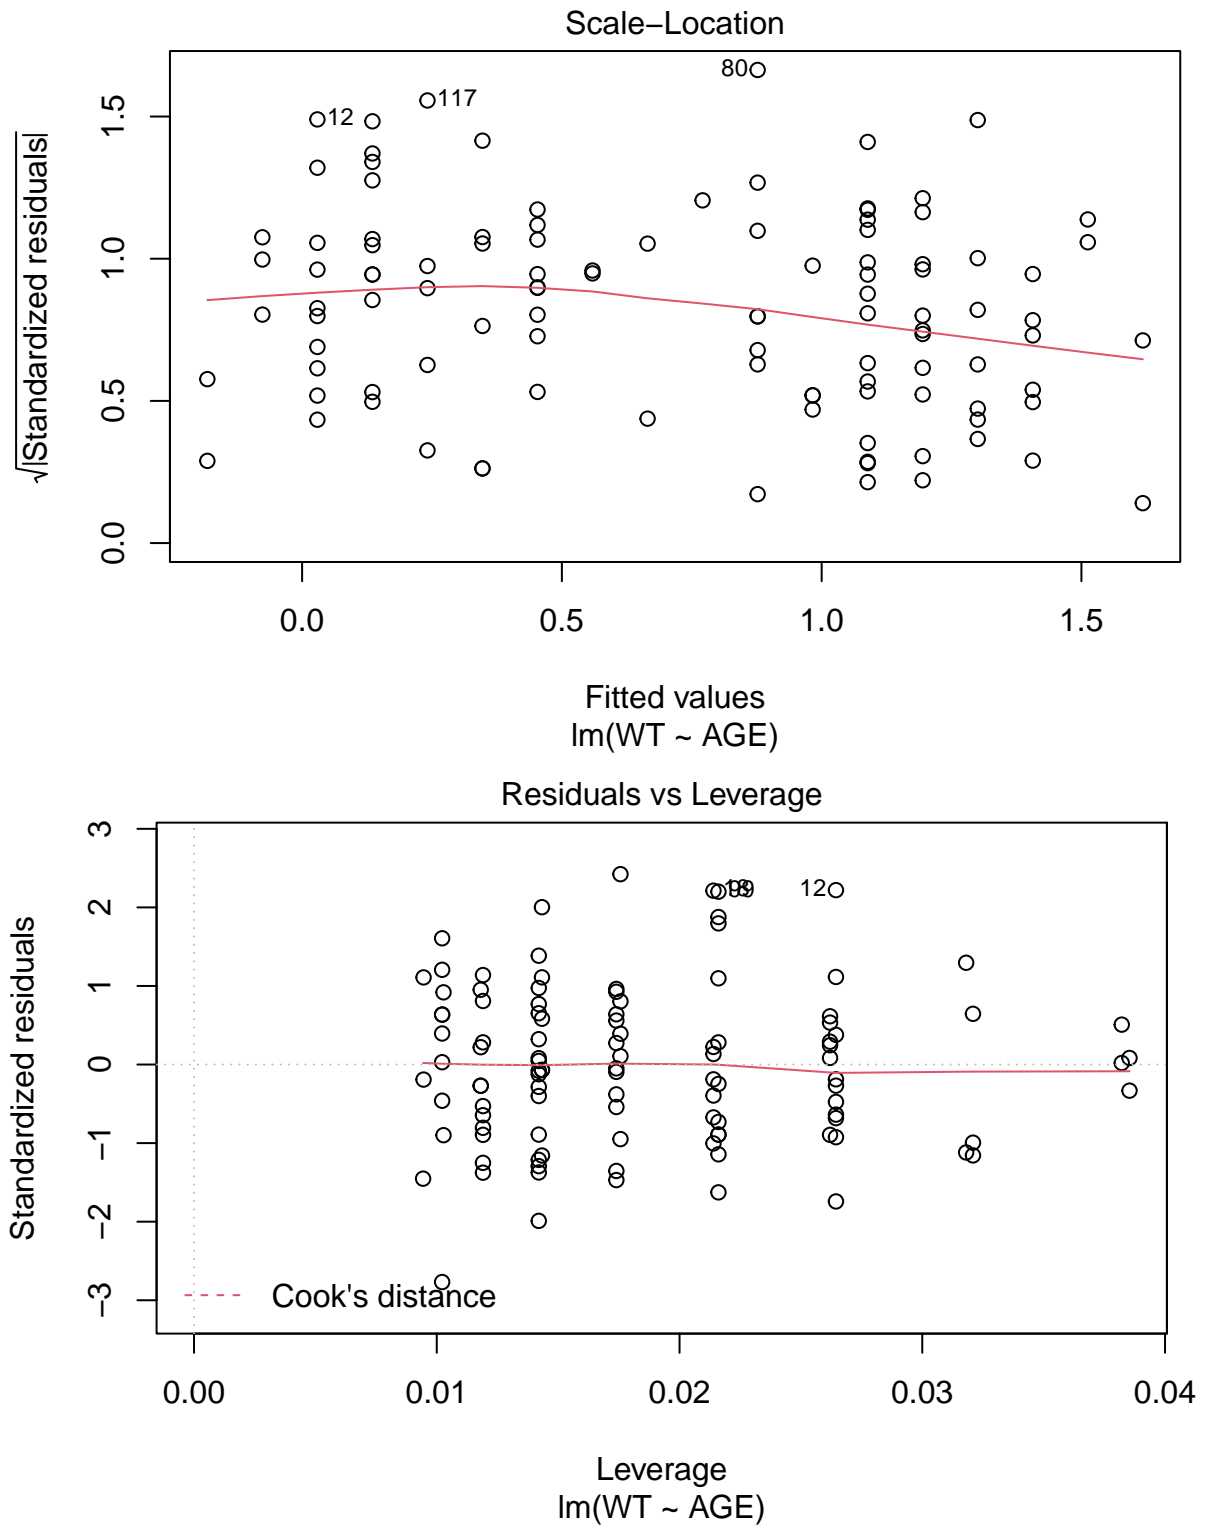 Scale−Location
80
117
12
1.5
1.0
0.5
0.0
√|Standardized residuals|
0.0 0.5 1.0 1.5
Fitted values
lm(WT ~ AGE)
Residuals vs Leverage
3
2
1
0
−1
−2
−3
Standardized residuals
12
Cook's distance
0.00 0.01 0.02 0.03 0.04
Leverage
lm(WT ~ AGE)